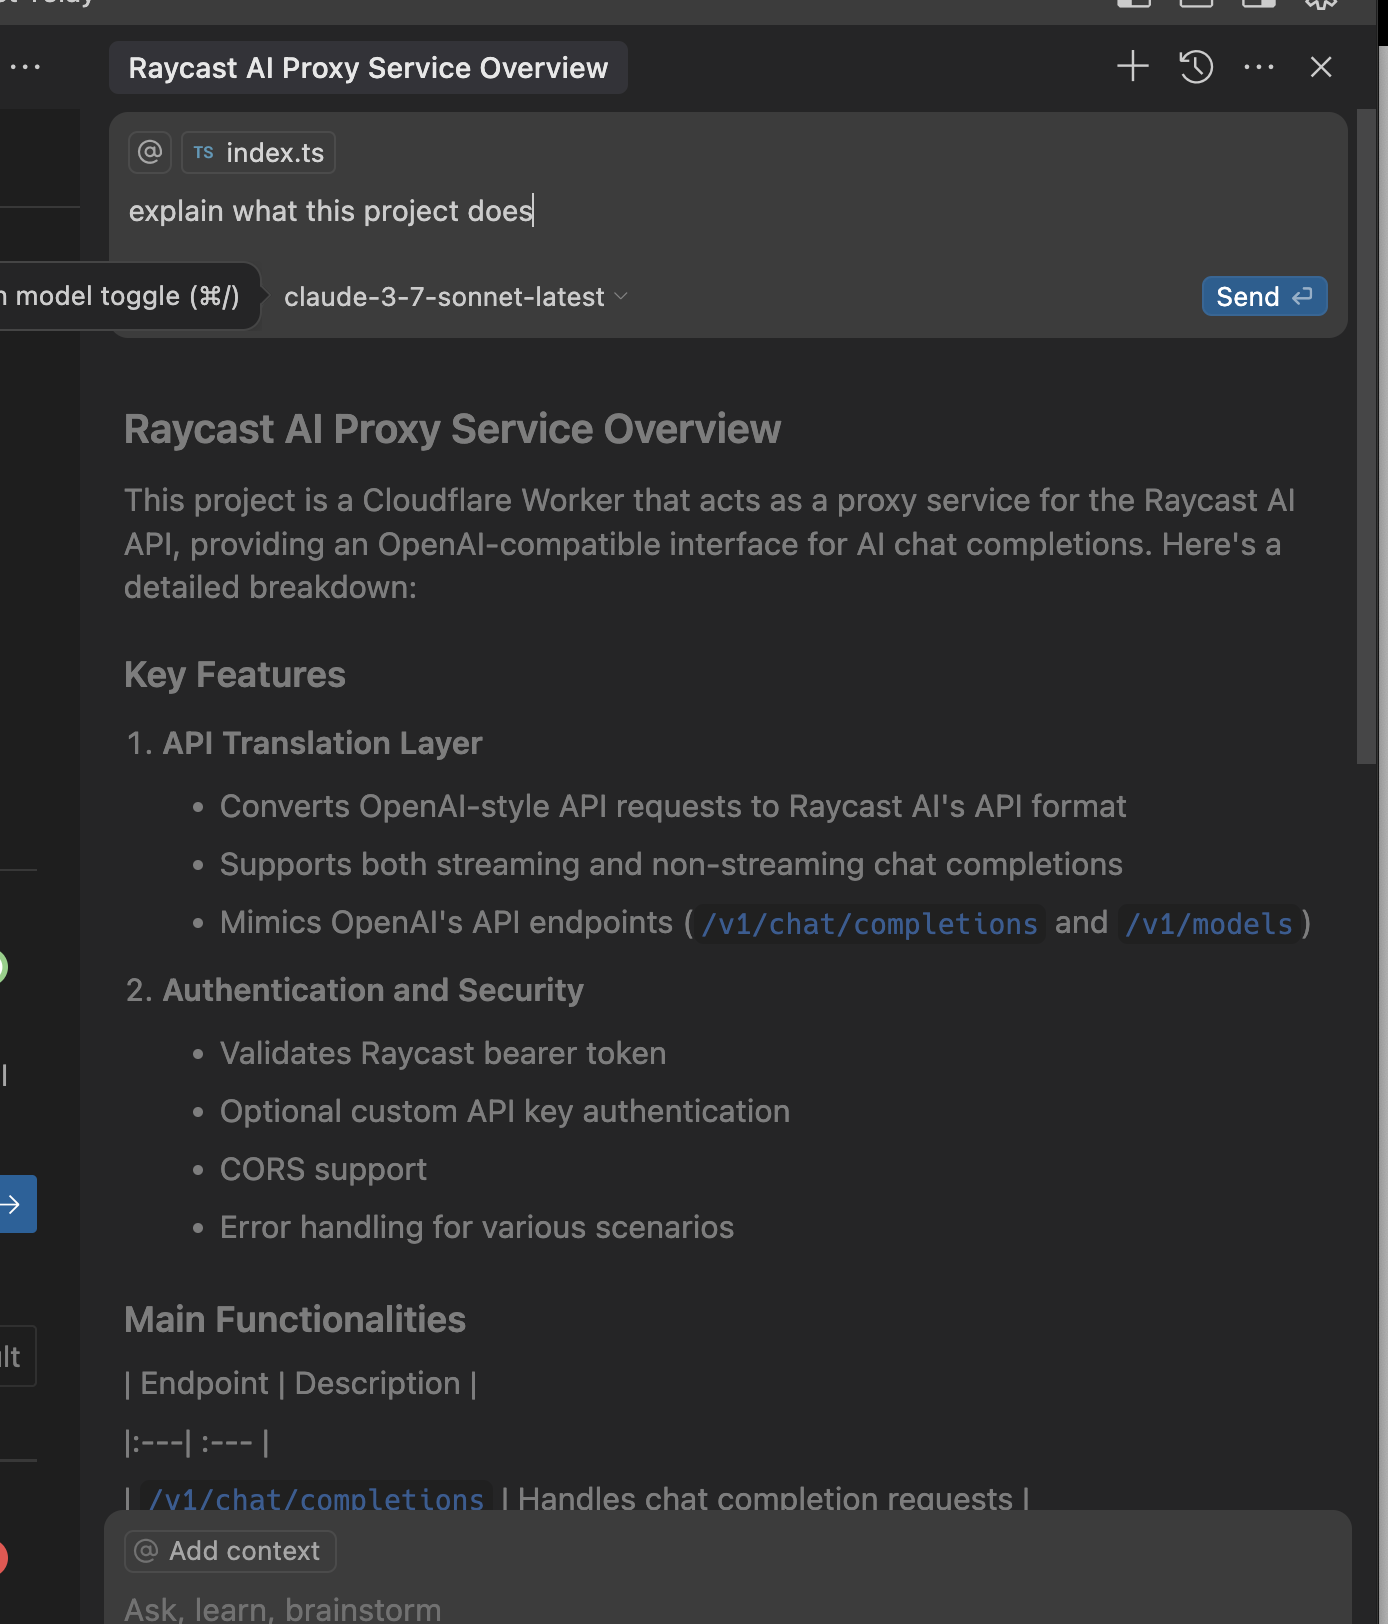 Raycast AI Proxy Service Overview
@ TS index.ts
explain what this project does
model toggle (⌘/)
claude-3-7-sonnet-latest
Send
Raycast AI Proxy Service Overview
This project is a Cloudflare Worker that acts as a proxy service for the Raycast AI
API, providing an OpenAI-compatible interface for AI chat completions. Here's a
detailed breakdown:
Key Features
1. API Translation Layer
• Converts OpenAI-style API requests to Raycast AI's API format
• Supports both streaming and non-streaming chat completions
• Mimics OpenAI's API endpoints ( /v1/chat/completions and /v1/models )
2. Authentication and Security
• Validates Raycast bearer token
• Optional custom API key authentication
• CORS support
• Error handling for various scenarios
Main Functionalities
| Endpoint | Description |
|:---| :--- |
| /v1/chat/completions | Handles chat completion requests |
@ Add context
Ask, learn, brainstorm